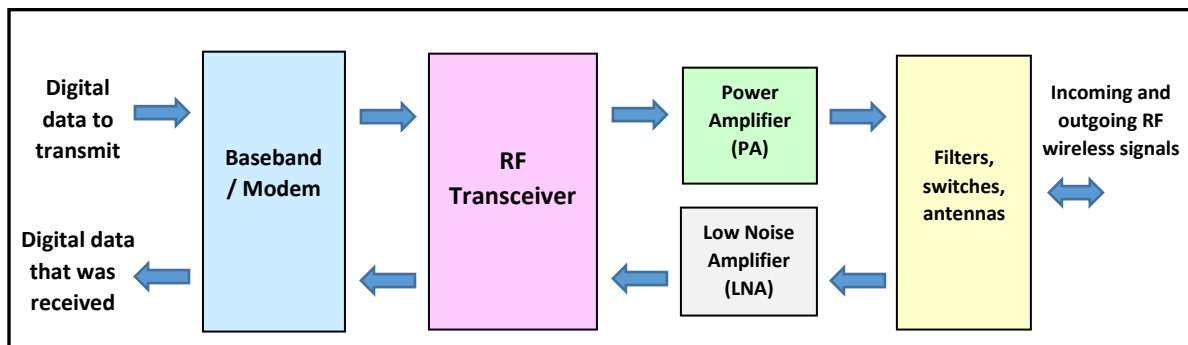 Digital
data to
transmit
Digital data
that was
received
Baseband
/ Modem
RF
Transceiver
Power
Amplifier
(PA)
Low Noise
Amplifier
(LNA)
Filters,
switches,
antennas
Incoming and
outgoing RF
wireless signals